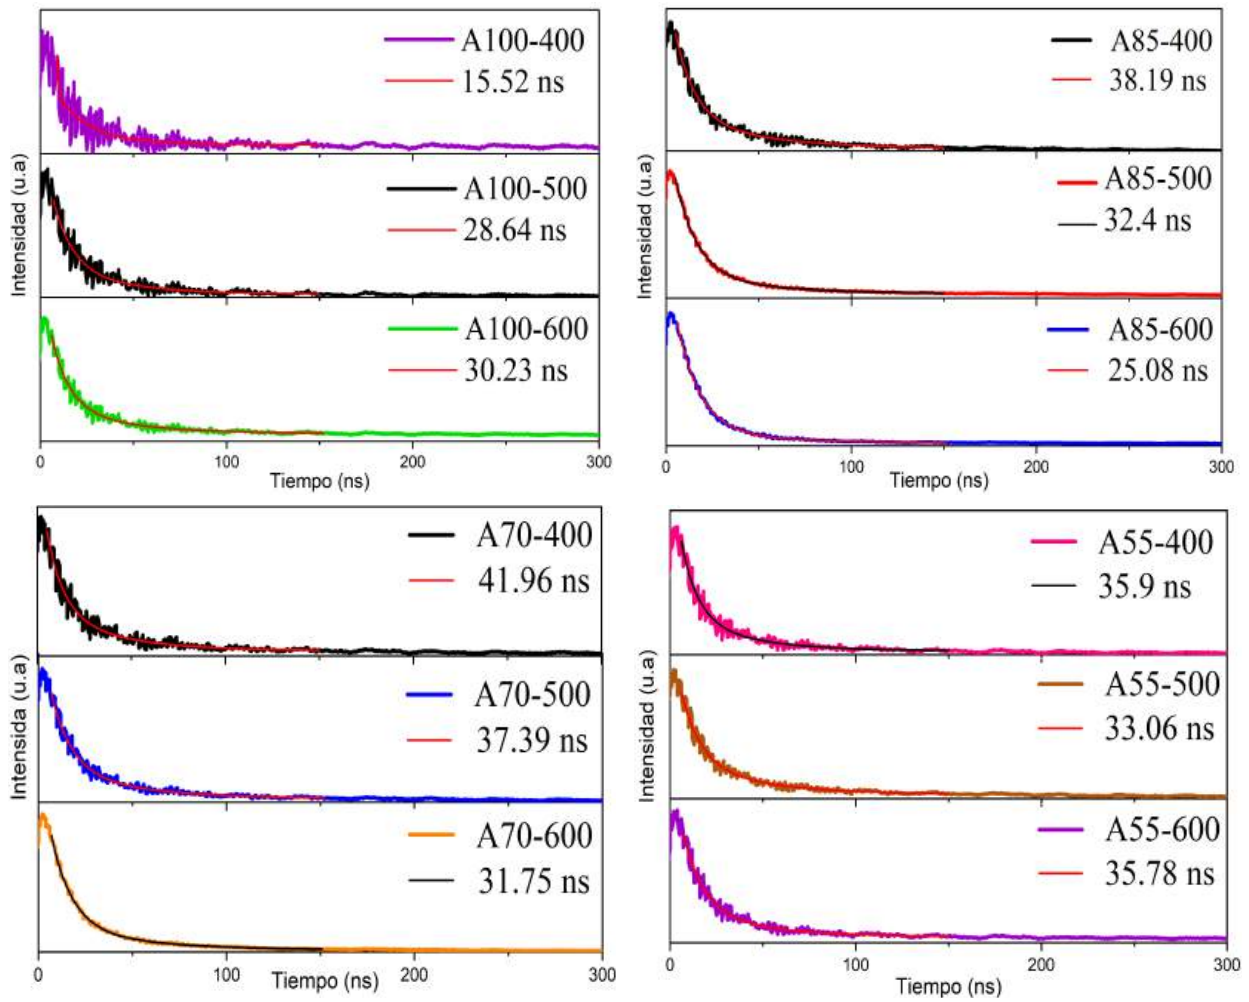 A100-400
15.52 ns
A100-500
28.64 ns
A100-600
30.23 ns
Intensidad (u.a)
0 100 200 300
Tiempo (ns)
A85-400
38.19 ns
A85-500
32.4 ns
A85-600
25.08 ns
Intensidad (u.a)
0 100 200 300
Tiempo (ns)
A70-400
41.96 ns
A70-500
37.39 ns
A70-600
31.75 ns
Intensida (u.a)
0 100 200 300
Tiempo (ns)
A55-400
35.9 ns
A55-500
33.06 ns
A55-600
35.78 ns
Intensidad (u.a)
0 100 200 300
Tiempo (ns)